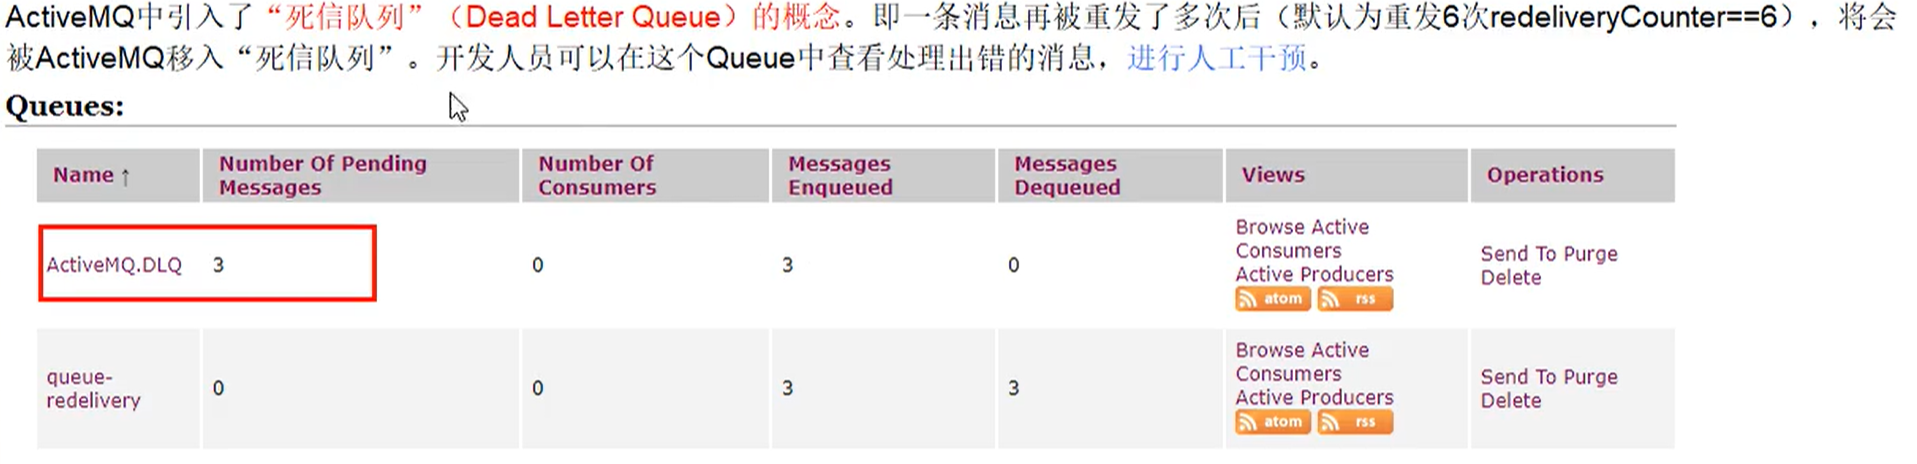 ActiveMQ中引入了“死信队列”（Dead Letter Queue）的概念。即一条消息再被重发了多次后（默认为重发6次redeliveryCounter==6），将会
被ActiveMQ移入“死信队列”。开发人员可以在这个Queue中查看处理出错的消息，进行人工干预。
Queues:
Name ↑ Number Of Pending Messages Number Of Consumers Messages Enqueued Messages Dequeued Views Operations
ActiveMQ.DLQ 3 0 3 0 Browse Active Consumers Active Producers atom rss Send To Purge Delete
queue-redelivery 0 0 3 3 Browse Active Consumers Active Producers atom rss Send To Purge Delete